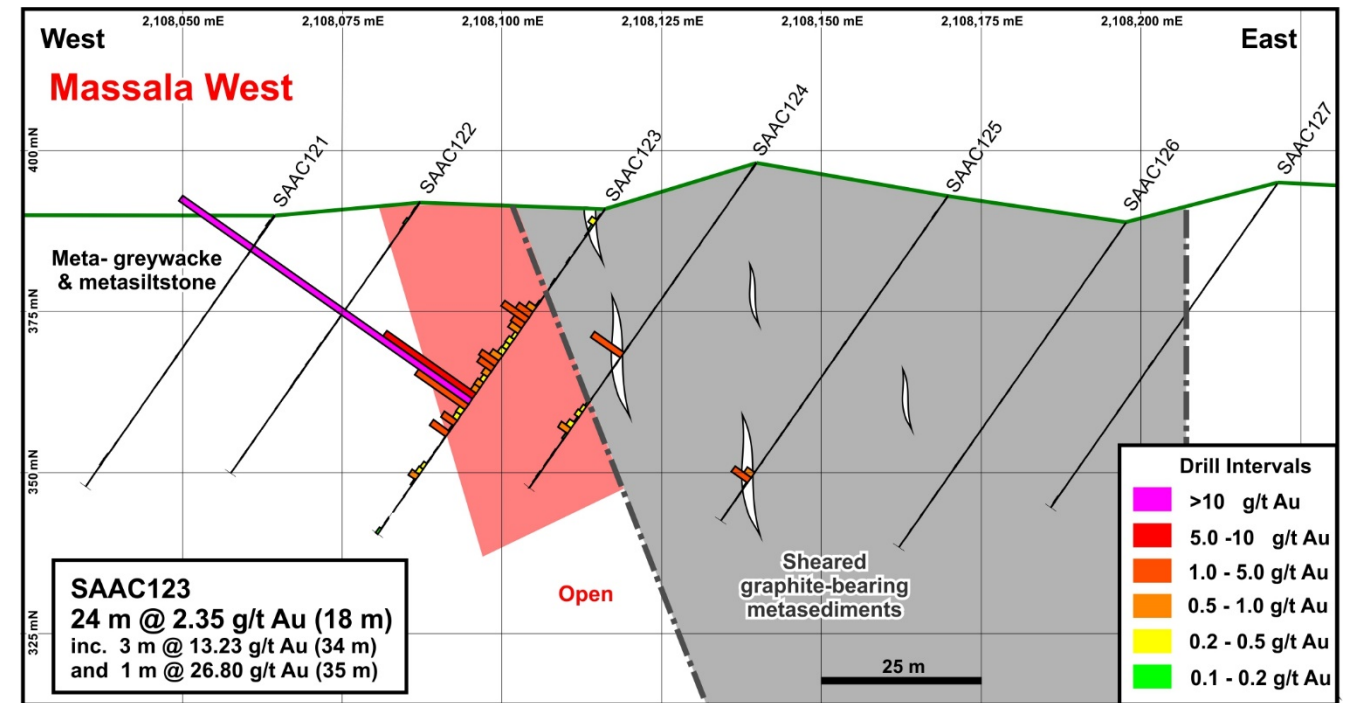 2,108,050 mE 2,108,075 mE 2,108,100 mE 2,108,125 mE 2,108,150 mE 2,108,175 mE 2,108,200 mE
West
East
Massala West
SAAC121
SAAC122
SAAC123
SAAC124
SAAC125
SAAC126
SAAC127
400 mN
375 mN
350 mN
325 mN
Meta- greywacke
& metasiltstone
Open
Sheared
graphite-bearing
metasediments
25 m
SAAC123
24 m @ 2.35 g/t Au (18 m)
inc. 3 m @ 13.23 g/t Au (34 m)
and 1 m @ 26.80 g/t Au (35 m)
Drill Intervals
>10 g/t Au
5.0 -10 g/t Au
1.0 - 5.0 g/t Au
0.5 - 1.0 g/t Au
0.2 - 0.5 g/t Au
0.1 - 0.2 g/t Au